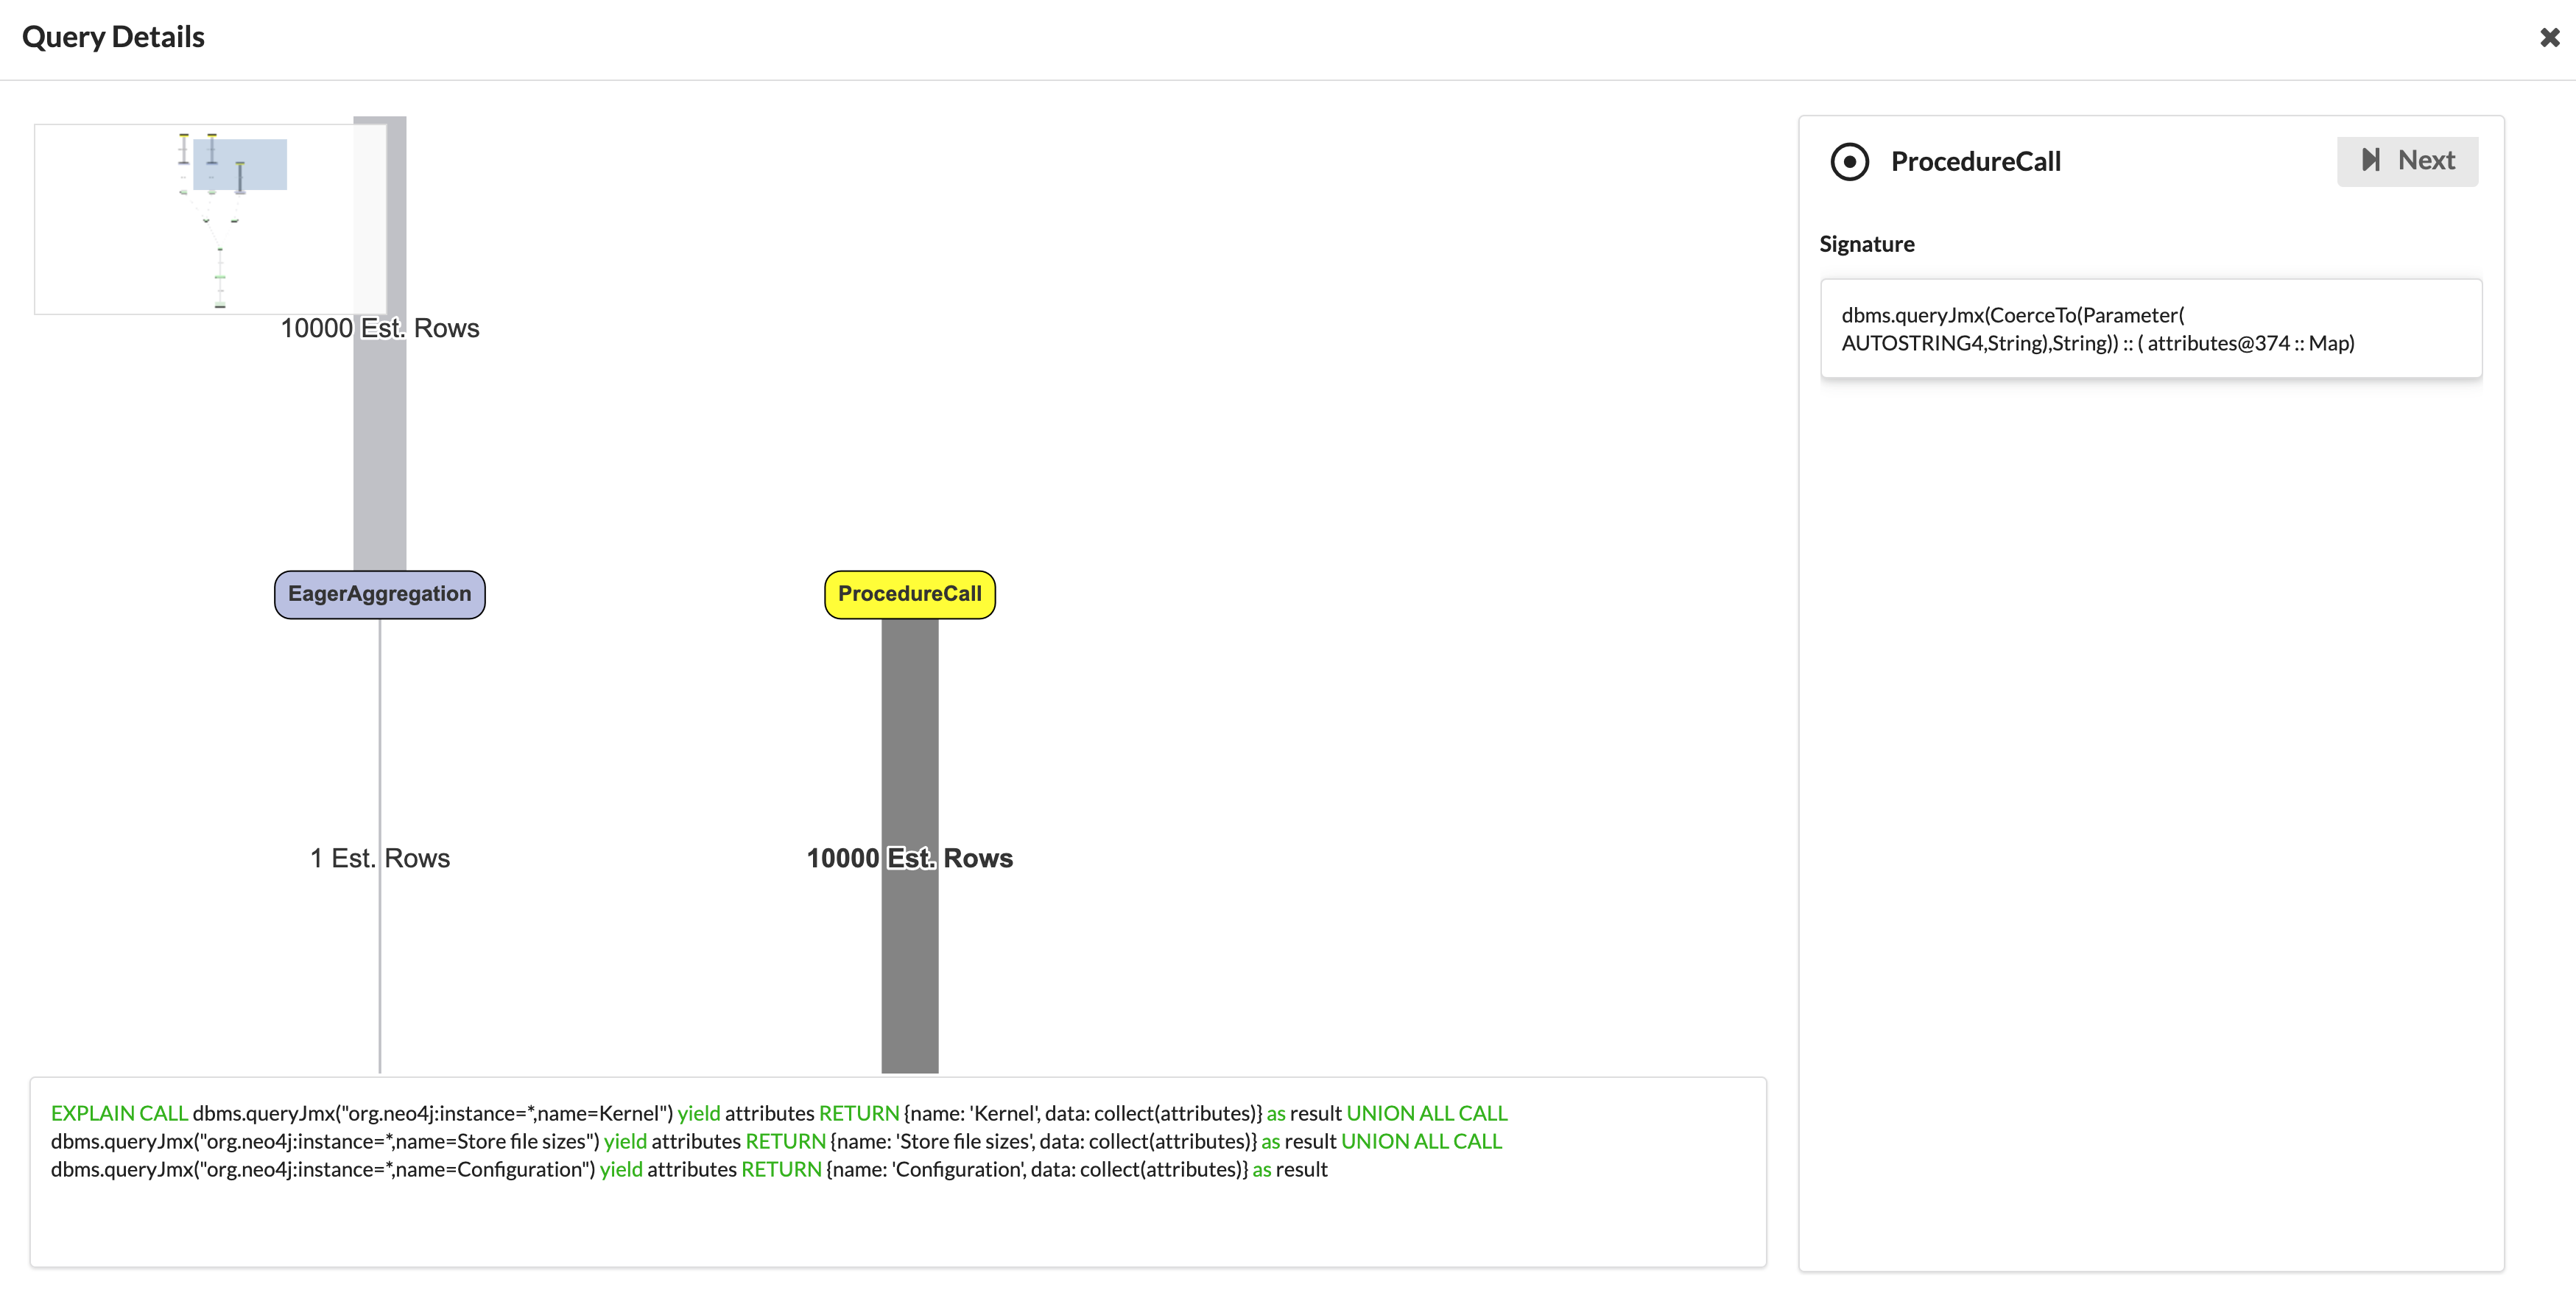 Query Details
10000 Est. Rows
EagerAggregation
ProcedureCall
1 Est. Rows
10000 Est. Rows
EXPLAIN CALL dbms.queryJmx("org.neo4j:instance=*,name=Kernel") yield attributes RETURN {name: 'Kernel', data: collect(attributes)} as result UNION ALL CALL
dbms.queryJmx("org.neo4j:instance=*,name=Store file sizes") yield attributes RETURN {name: 'Store file sizes', data: collect(attributes)} as result UNION ALL CALL
dbms.queryJmx("org.neo4j:instance=*,name=Configuration") yield attributes RETURN {name: 'Configuration', data: collect(attributes)} as result
ProcedureCall
Next
Signature
dbms.queryJmx(CoerceTo(Parameter(
AUTOSTRING4,String),String)) :: ( attributes@374 :: Map)